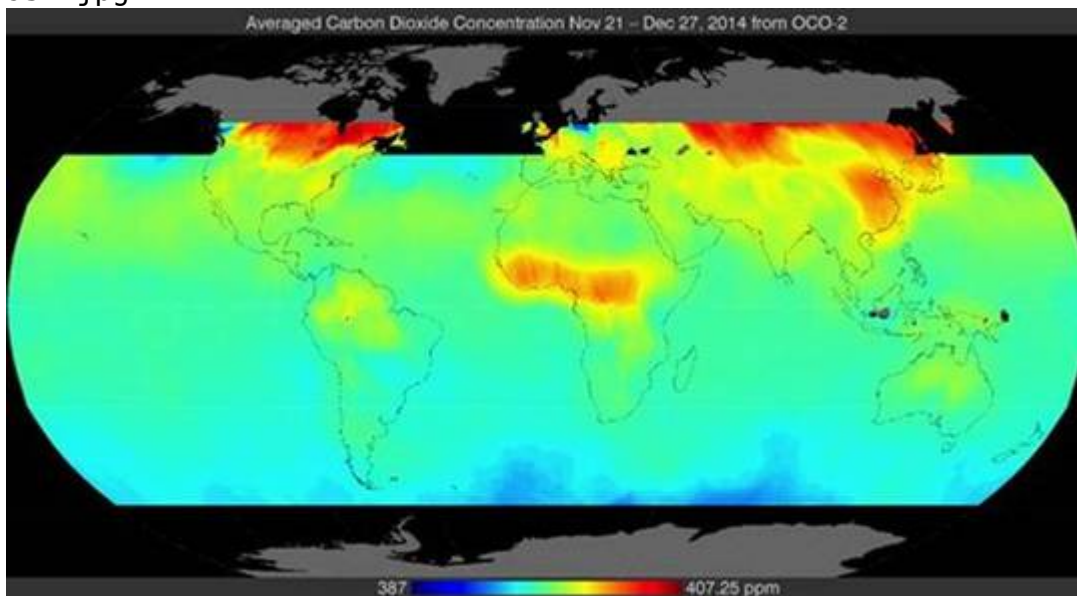 Averaged Carbon Dioxide Concentration Nov 21 – Dec 27, 2014 from OCO-2
387 407.25 ppm